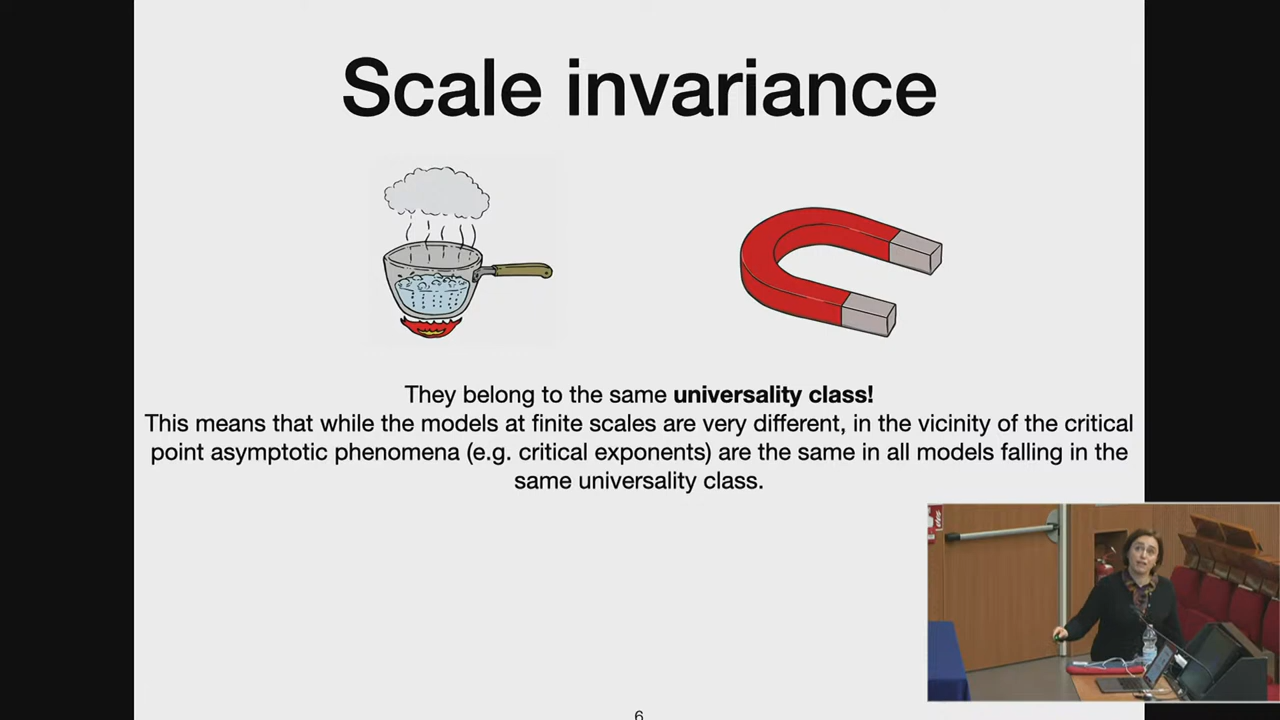 Scale invariance
They belong to the same universality class!
This means that while the models at finite scales are very different, in the vicinity of the critical
point asymptotic phenomena (e.g. critical exponents) are the same in all models falling in the
same universality class.
6